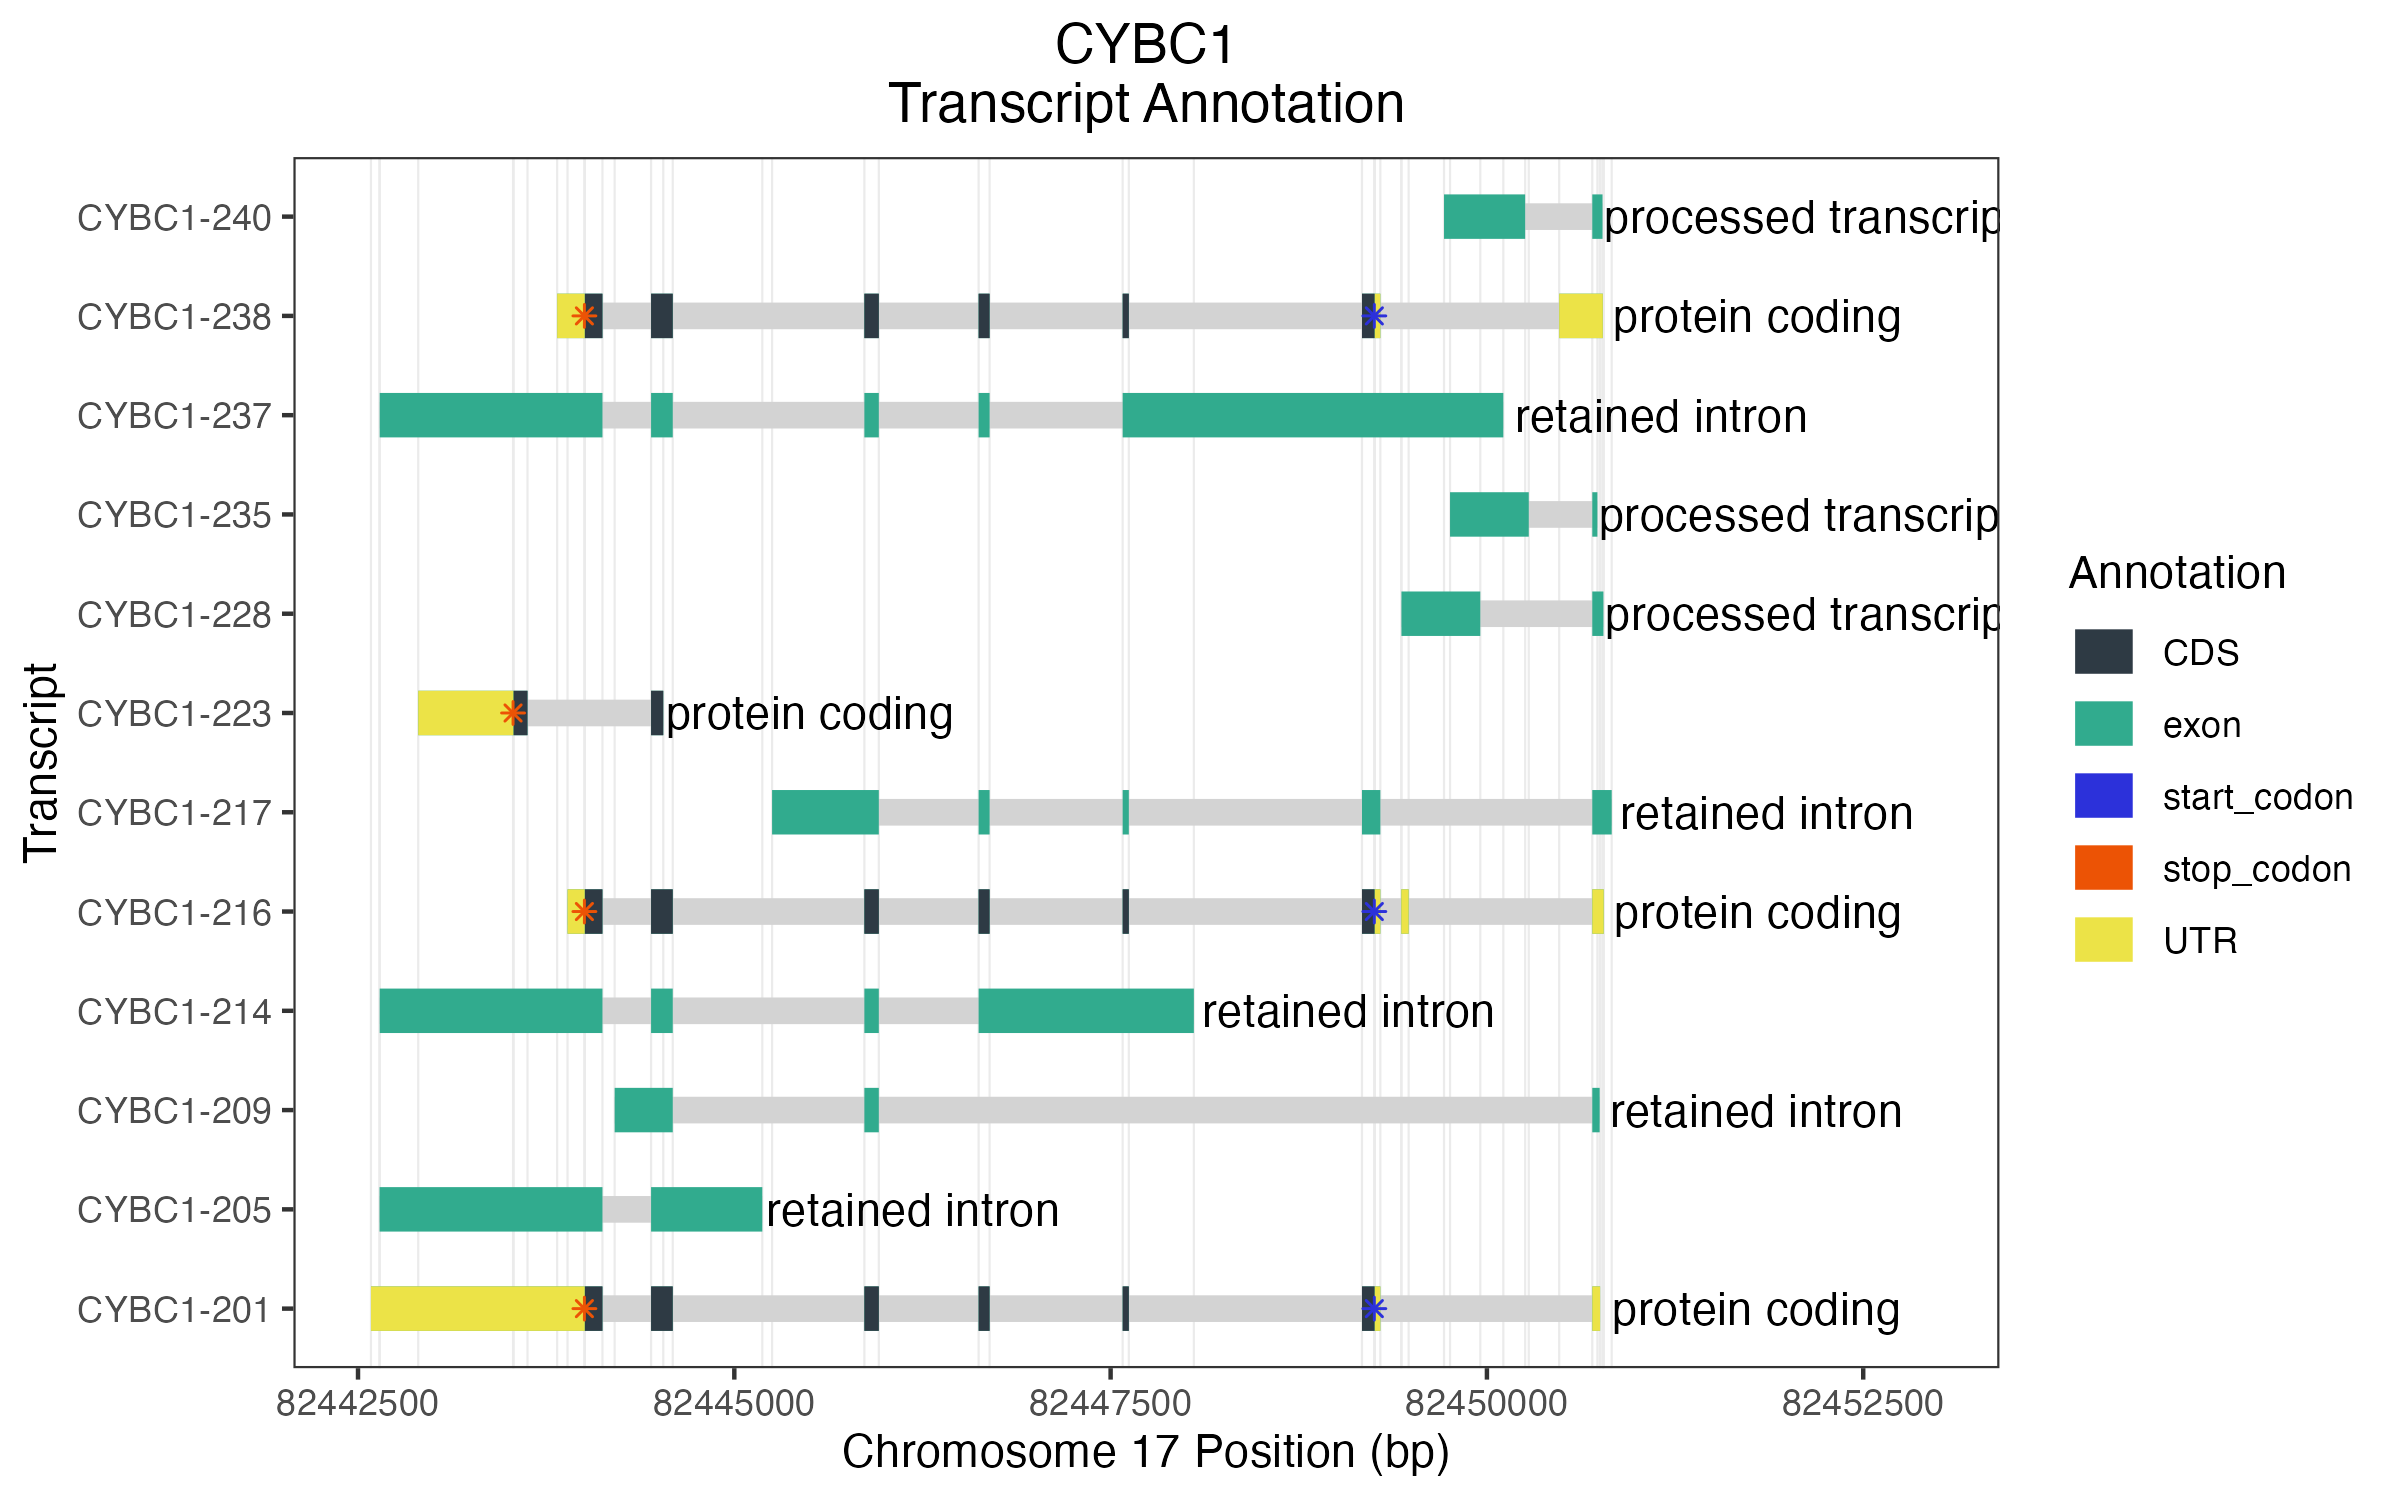 CYBC1
Transcript Annotation
CYBC1-240
processed transcrip
CYBC1-238
protein coding
CYBC1-237
retained intron
CYBC1-235
processed transcrip
CYBC1-228
processed transcrip
CYBC1-223
protein coding
CYBC1-217
retained intron
CYBC1-216
protein coding
CYBC1-214
retained intron
CYBC1-209
retained intron
CYBC1-205
retained intron
CYBC1-201
protein coding
Transcript
82442500
82445000
82447500
82450000
82452500
Chromosome 17 Position (bp)
Annotation
CDS
exon
start_codon
stop_codon
UTR